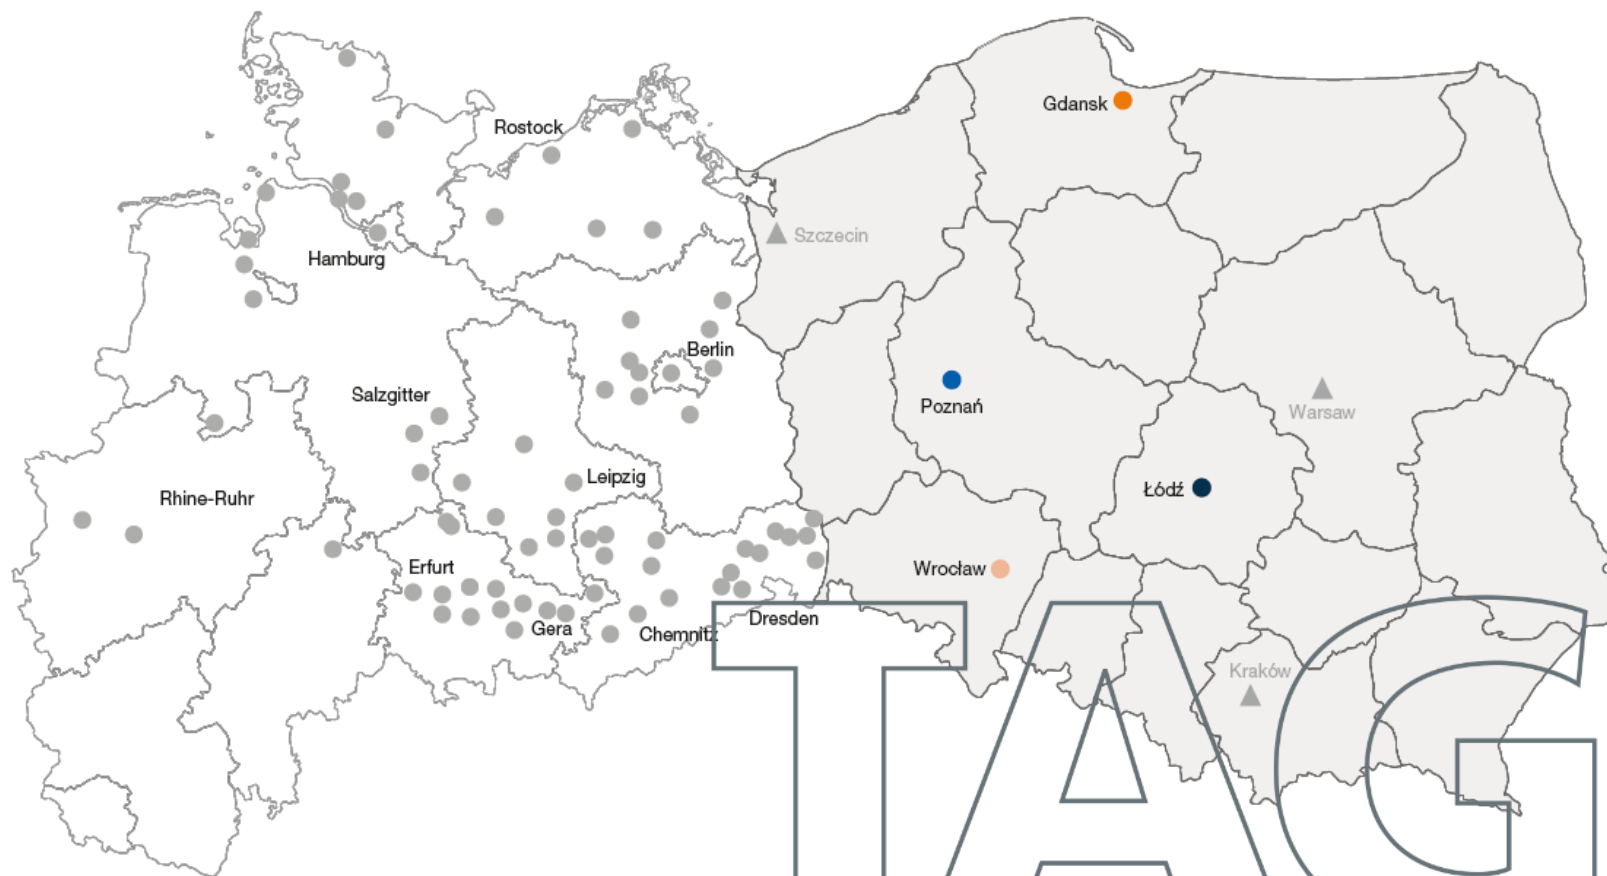 Gdansk
Rostock
Szczecin
Hamburg
Berlin
Salzgitter
Poznań
Warsaw
Leipzig
Rhine-Ruhr
Łódź
Erfurt
Wrocław
Gera
Chemnitz
Dresden
Kraków
TAG